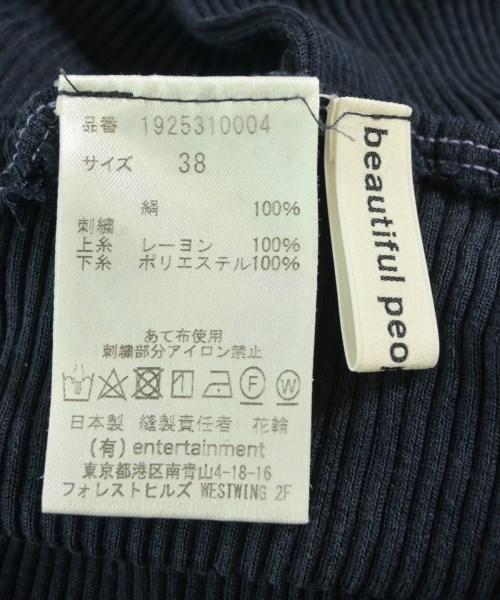 品番 1925310004
サイズ 38
絹 100%
刺繍
上糸 レーヨン 100%
下糸 ポリエステル100%
あて布使用
刺繍部分アイロン禁止
F W
日本製 縫製責任者 花輪
(有) entertainment
東京都港区南青山4-18-16
フォレストヒルズ WESTWING 2F
beautiful peo